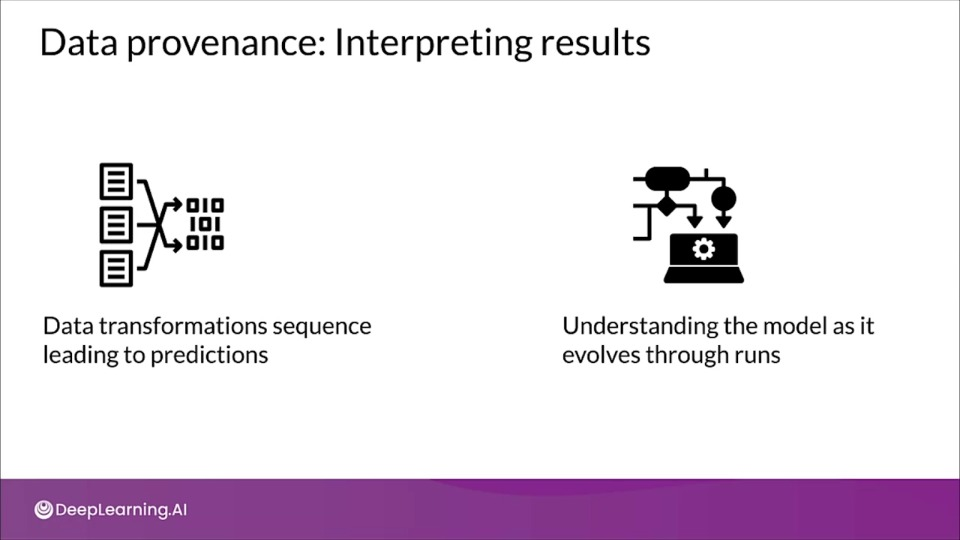 Data provenance: Interpreting results
010
101
010
Data transformations sequence
leading to predictions
Understanding the model as it
evolves through runs
DeepLearning.AI